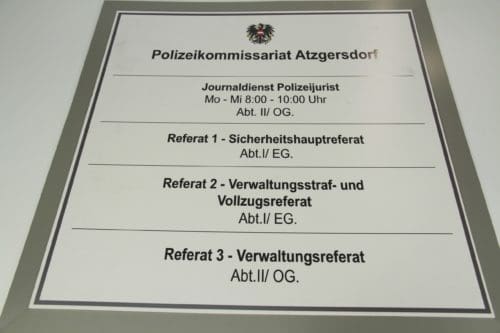 Polizeikommissariat Atzgersdorf
Journaldienst Polizeijurist
Mo - Mi 8:00 - 10:00 Uhr
Abt. II/ OG.
Referat 1 - Sicherheitshauptreferat
Abt.I/ EG.
Referat 2 - Verwaltungsstraf- und
Vollzugsreferat
Abt.I/ EG.
Referat 3 - Verwaltungsreferat
Abt.II/ OG.